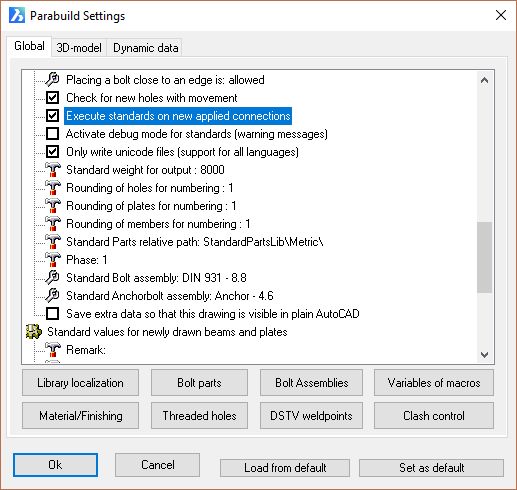 Parabuild Settings
Global
3D-model
Dynamic data
Placing a bolt close to an edge is: allowed
Check for new holes with movement
Execute standards on new applied connections
Activate debug mode for standards (warning messages)
Only write unicode files (support for all languages)
Standard weight for output : 8000
Rounding of holes for numbering : 1
Rounding of plates for numbering : 1
Rounding of members for numbering : 1
Standard Parts relative path: StandardPartsLib\Metric\
Phase: 1
Standard Bolt assembly: DIN 931 - 8.8
Standard Anchorbolt assembly: Anchor - 4.6
Save extra data so that this drawing is visible in plain AutoCAD
Standard values for newly drawn beams and plates
Remark:
Library localization
Bolt parts
Bolt Assemblies
Variables of macros
Material/Finishing
Threaded holes
DSTV weldpoints
Clash control
Ok
Cancel
Load from default
Set as default